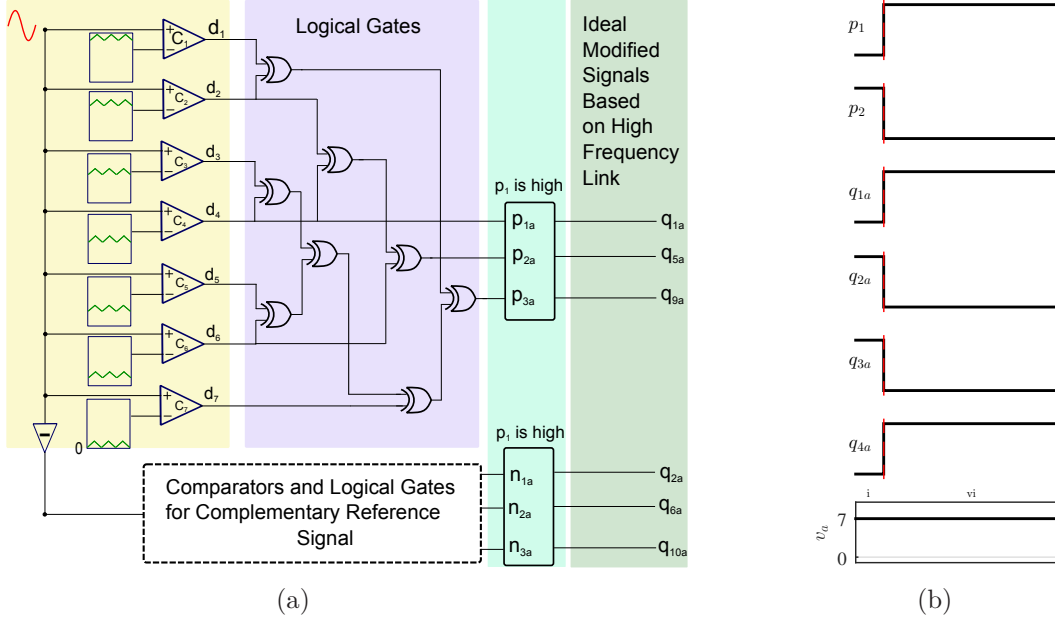 Logical Gates
Ideal
Modified
Signals
Based
on High
Frequency
Link
+
−
C1
d1
+
−
C2
d2
+
−
C3
d3
+
−
C4
d4
+
−
C5
d5
+
−
C6
d6
+
−
C7
d7
0
−
p1 is high
p1a
p2a
p3a
q1a
q5a
q9a
p1 is high
n1a
n2a
n3a
q2a
q6a
q10a
Comparators and Logical Gates
for Complementary Reference
Signal
(a)
p1
p2
q1a
q2a
q3a
q4a
i vi
va
7
0
(b)